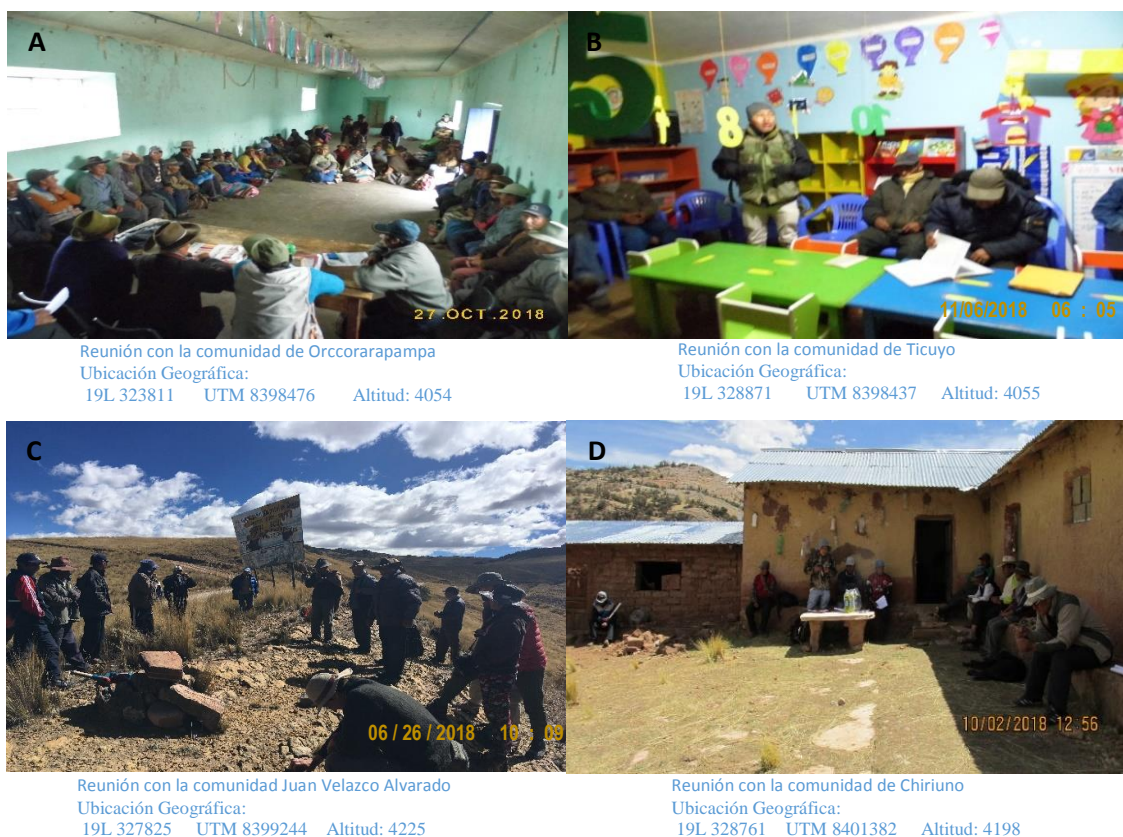 A
27.OCT.2018
Reunión con la comunidad de Orccorarapampa
Ubicación Geográfica:
19L 323811 UTM 8398476 Altitud: 4054
B
8
10
11/06/2018 06 : 05
Reunión con la comunidad de Ticuyo
Ubicación Geográfica:
19L 328871 UTM 8398437 Altitud: 4055
C
06 / 26 / 2018 10 : 09
Reunión con la comunidad Juan Velazco Alvarado
Ubicación Geográfica:
19L 327825 UTM 8399244 Altitud: 4225
D
10/02/2018 12:56
Reunión con la comunidad de Chiriuno
Ubicación Geográfica:
19L 328761 UTM 8401382 Altitud: 4198